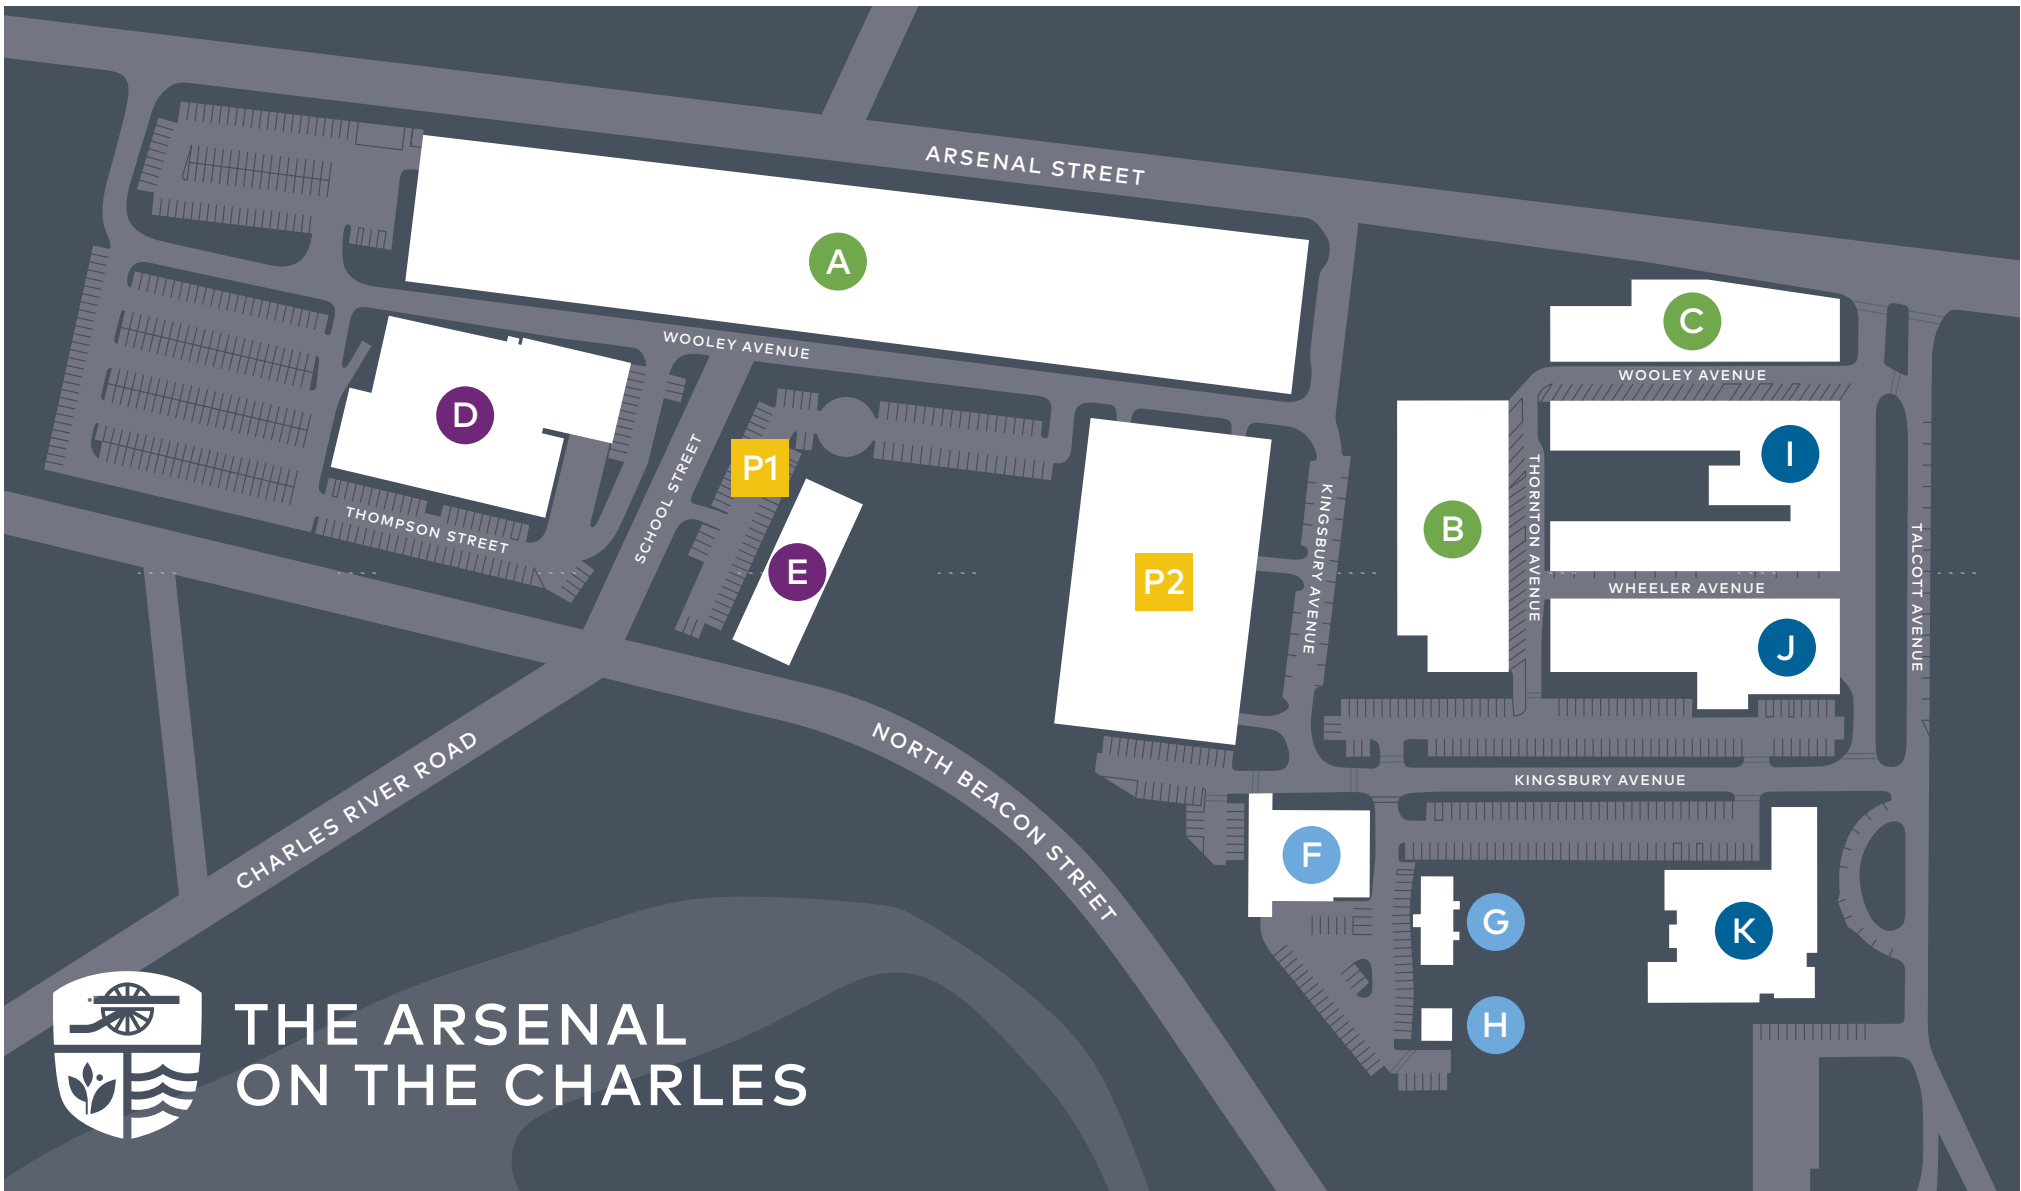 ARSENAL STREET
A
C
WOOLEY AVENUE
WOOLEY AVENUE
D
I
P1
SCHOOL STREET
KINGSBURY AVENUE
THORNTON AVENUE
B
TALCOTT AVENUE
THOMPSON STREET
E
P2
WHEELER AVENUE
J
NORTH BEACON STREET
KINGSBURY AVENUE
CHARLES RIVER ROAD
F
G
K
H
THE ARSENAL
ON THE CHARLES